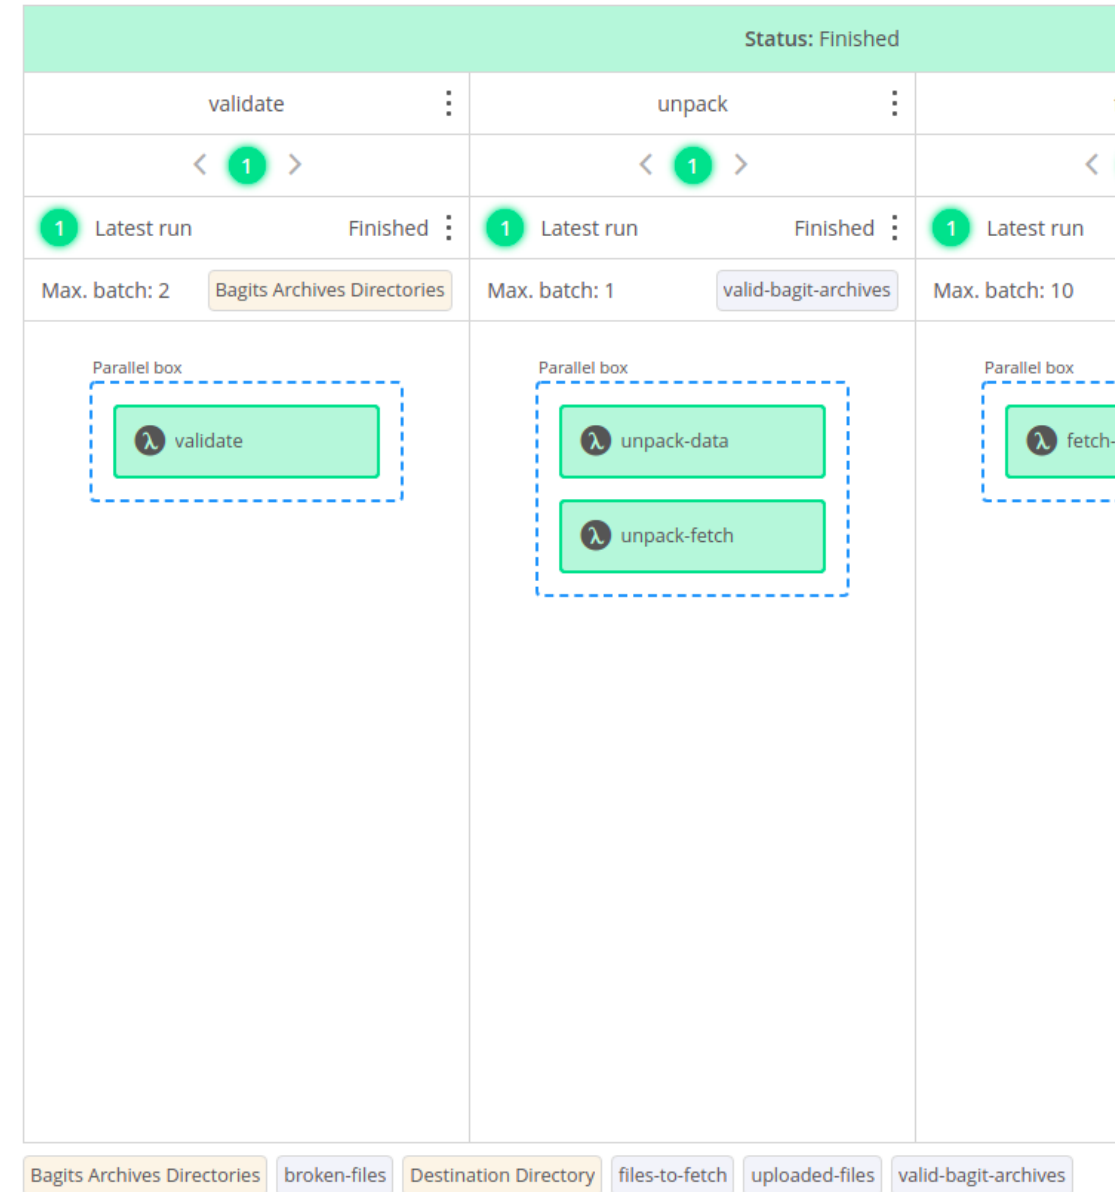 Status: Finished
validate unpack
1 1
1 Latest run Finished 1 Latest run Finished 1 Latest run
Max. batch: 2 Bagits Archives Directories Max. batch: 1 valid-bagit-archives Max. batch: 10
Parallel box Parallel box Parallel box
λ validate λ unpack-data λ fetch-
λ unpack-fetch
Bagits Archives Directories broken-files Destination Directory files-to-fetch uploaded-files valid-bagit-archives